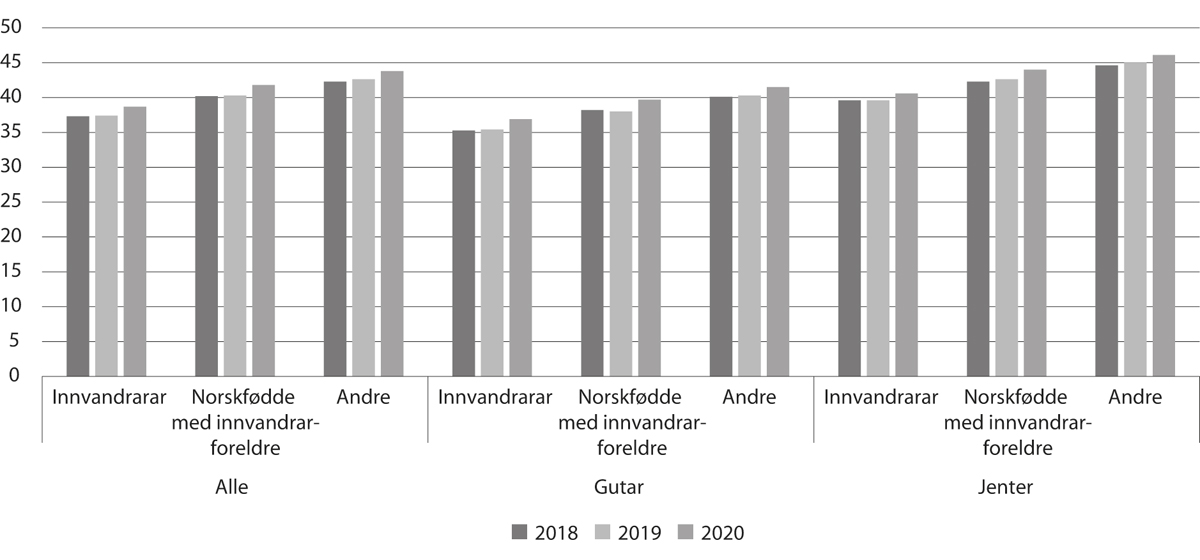 50
45
40
35
30
25
20
15
10
5
0
Innvandrarar Norskfødde Andre Innvandrarar Norskfødde Andre Innvandrarar Norskfødde Andre
med innvandrar- med innvandrar- med innvandrar-
foreldre foreldre foreldre
Alle Gutar Jenter
2018 2019 2020